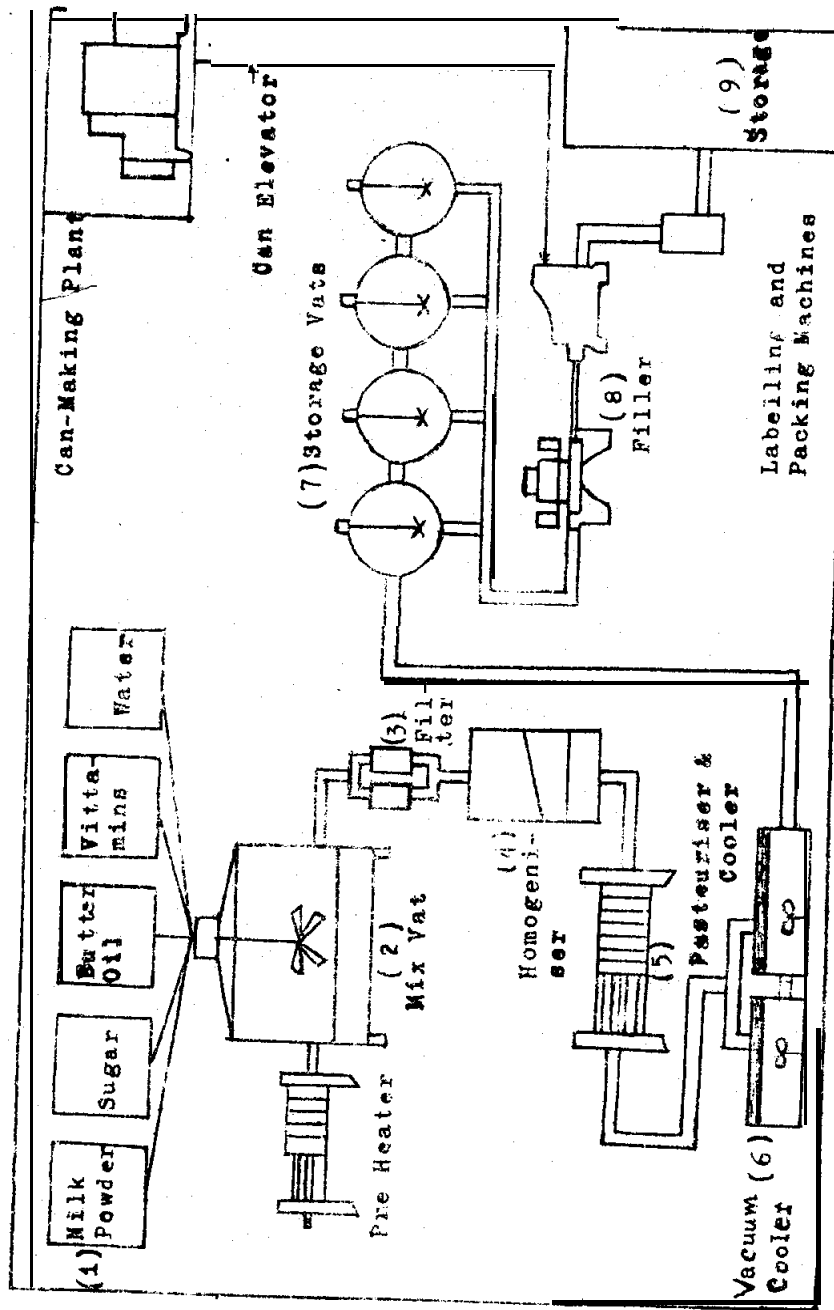 (1) Milk
Powder
Sugar
Butter
Oil
Vitta-
mins
Water
Can-Making Plant
Pre Heater
(2)
Mix Vat
(3)
Fil
ter
Can Elevator
(7) Storage Vats
(4)
Homogeni-
ser
(5)
Pasteuriser &
Cooler
(8)
Filler
(9)
Storage
Vacuum (6)
Cooler
Labelling and
Packing Machines